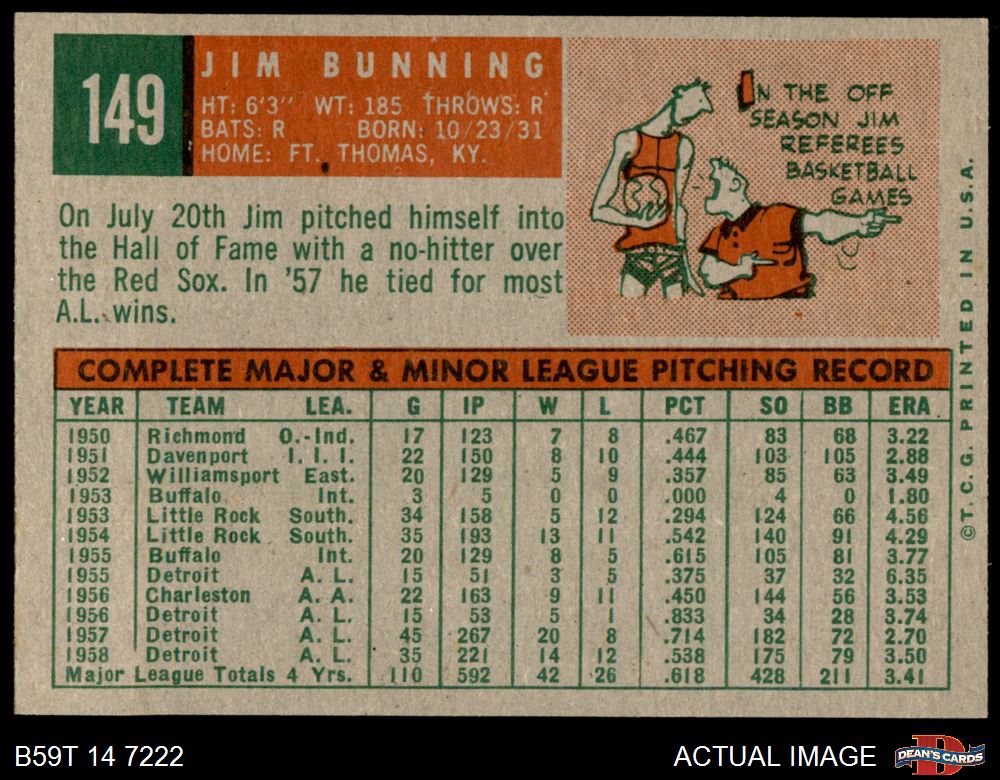 149
JIM BUNNING
HT: 6'3" WT: 185 THROWS: R
BATS: R BORN: 10/23/31
HOME: FT. THOMAS, KY.
IN THE OFF
SEASON JIM
REFEREES
BASKETBALL
GAMES
On July 20th Jim pitched himself into
the Hall of Fame with a no-hitter over
the Red Sox. In '57 he tied for most
A.L. wins.
COMPLETE MAJOR & MINOR LEAGUE PITCHING RECORD
YEAR TEAM LEA. G IP W L PCT SO BB ERA
1950 Richmond O.-Ind. 17 123 7 8 .467 83 68 3.22
1951 Davenport I. I. I. 22 150 8 10 .444 103 105 2.88
1952 Williamsport East. 20 129 5 9 .357 85 63 3.49
1953 Buffalo Int. 3 5 0 0 .000 4 0 1.80
1953 Little Rock South. 34 158 5 12 .294 124 66 4.56
1954 Little Rock South. 35 193 13 11 .542 140 91 4.29
1955 Buffalo Int. 20 129 8 5 .615 105 81 3.77
1955 Detroit A. L. 15 51 3 5 .375 37 32 6.35
1956 Charleston A. A. 22 163 9 11 .450 144 56 3.53
1956 Detroit A. L. 15 53 5 1 .833 34 28 3.74
1957 Detroit A. L. 45 267 20 8 .714 182 72 2.70
1958 Detroit A. L. 35 221 14 12 .538 175 79 3.50
Major League Totals 4 Yrs. 110 592 42 26 .618 428 211 3.41
©T. C. G. PRINTED IN U.S.A.
B59T 14 7222
ACTUAL IMAGE
DEAN'S CARDS